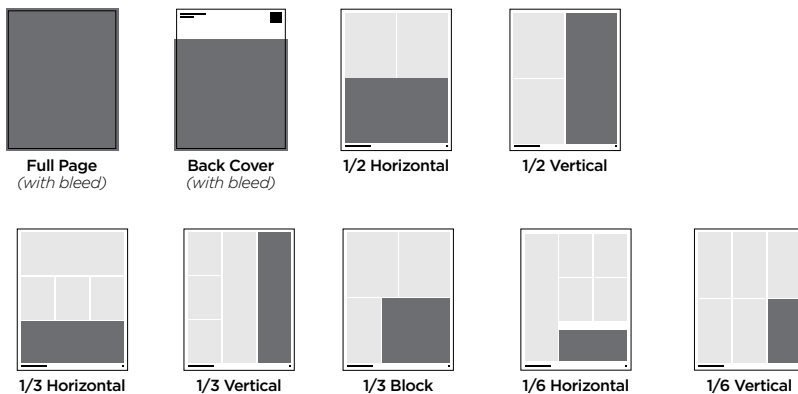 Full Page
(with bleed)
Back Cover
(with bleed)
1/2 Horizontal
1/2 Vertical
1/3 Horizontal
1/3 Vertical
1/3 Block
1/6 Horizontal
1/6 Vertical